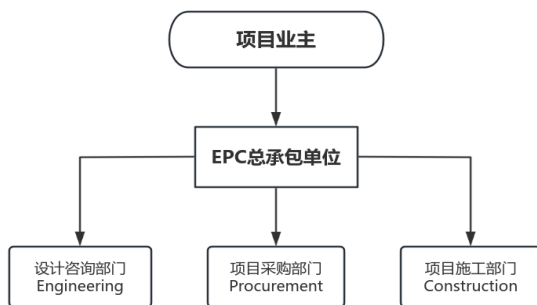 项目业主
EPC总承包单位
设计咨询部门
Engineering
项目采购部门
Procurement
项目施工部门
Construction